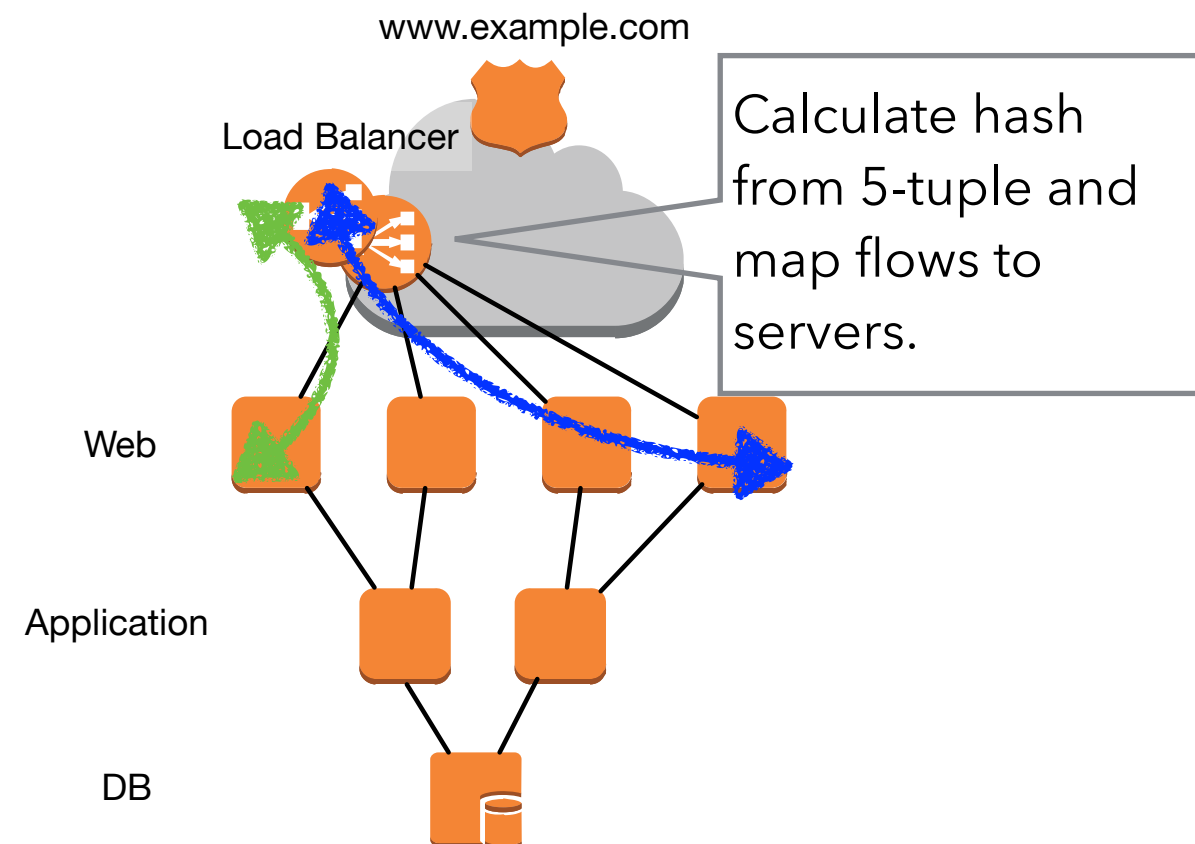 www.example.com
Load Balancer
Calculate hash
from 5-tuple and
map flows to
servers.
Web
Application
DB